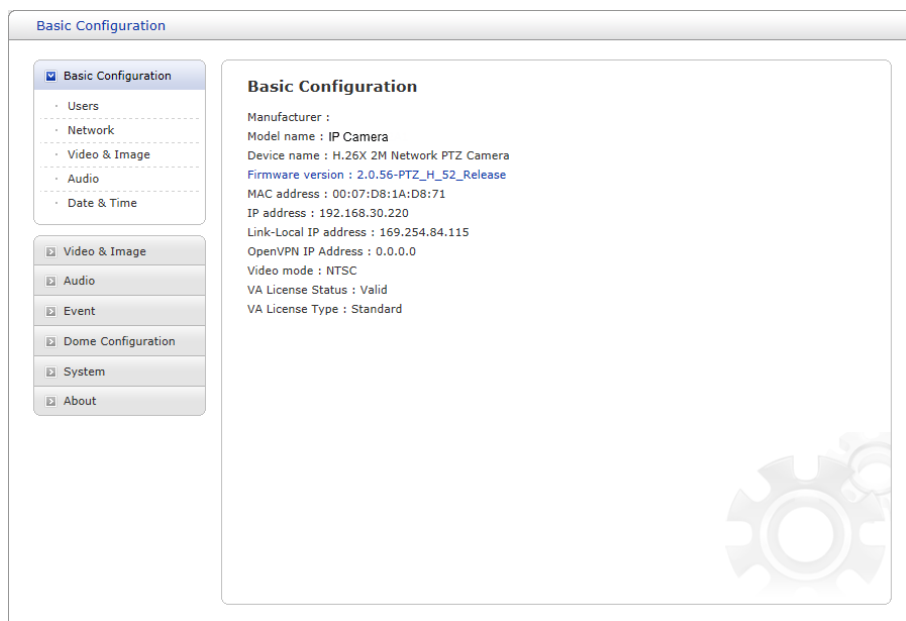 Basic Configuration
Basic Configuration
· Users
· Network
· Video & Image
· Audio
· Date & Time
Video & Image
Audio
Event
Dome Configuration
System
About
Basic Configuration
Manufacturer :
Model name : IP Camera
Device name : H.26X 2M Network PTZ Camera
Firmware version : 2.0.56-PTZ_H_52_Release
MAC address : 00:07:D8:1A:D8:71
IP address : 192.168.30.220
Link-Local IP address : 169.254.84.115
OpenVPN IP Address : 0.0.0.0
Video mode : NTSC
VA License Status : Valid
VA License Type : Standard